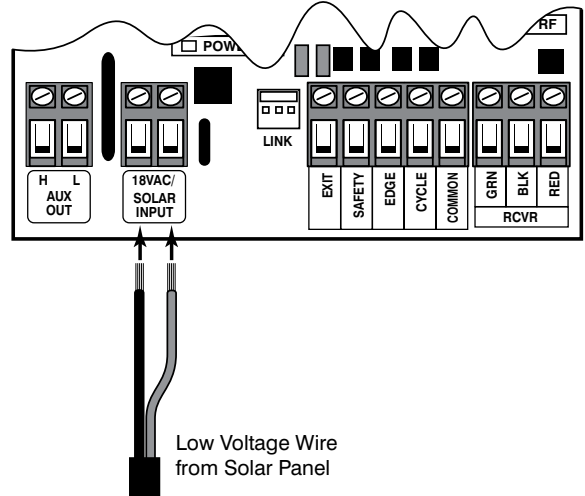 POW
RF
LINK
H L
AUX
OUT
18VAC/
SOLAR
INPUT
EXIT
SAFETY
EDGE
CYCLE
COMMON
GRN
BLK
RED
RCVR
Low Voltage Wire
from Solar Panel